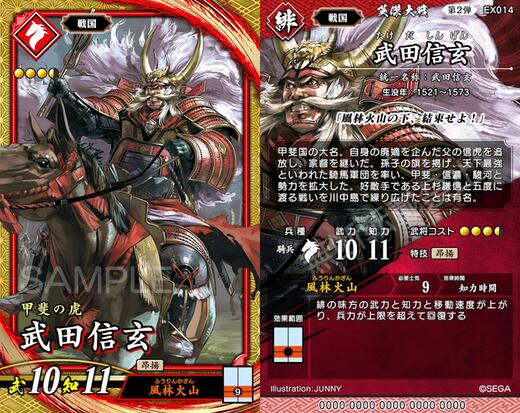 戦国
SAMPLE
甲斐の虎
武田信玄
昂揚
武10知11
ふうりんかざん
風林火山
9
緋
戦国
英傑大戦
第2弾
EX014
たけ だ しん げん
武田信玄
統一名称:武田信玄
生没年:1521~1573
「風林火山の下、結束せよ!」
甲斐国の大名。自身の廃嫡を企んだ父の信虎を追
放し、家督を継いだ。孫子の旗を掲げ、天下最強
といわれた騎馬軍団を率い、甲斐・信濃・駿河と
勢力を拡大した。好敵手である上杉謙信と五度に
渡る戦いを川中島で繰り広げたことは有名。
兵種 武力 知力 武将コスト
騎兵 10 11 特技 昂揚
ふうりんかざん 必要士気 効果時間
風林火山 9 知力時間
効果範囲
緋の味方の武力と知力と移動速度が上が
り、兵力が上限を超えて回復する
Illustration:JUNNY
©SEGA
0000-0000-0000-0000-0000